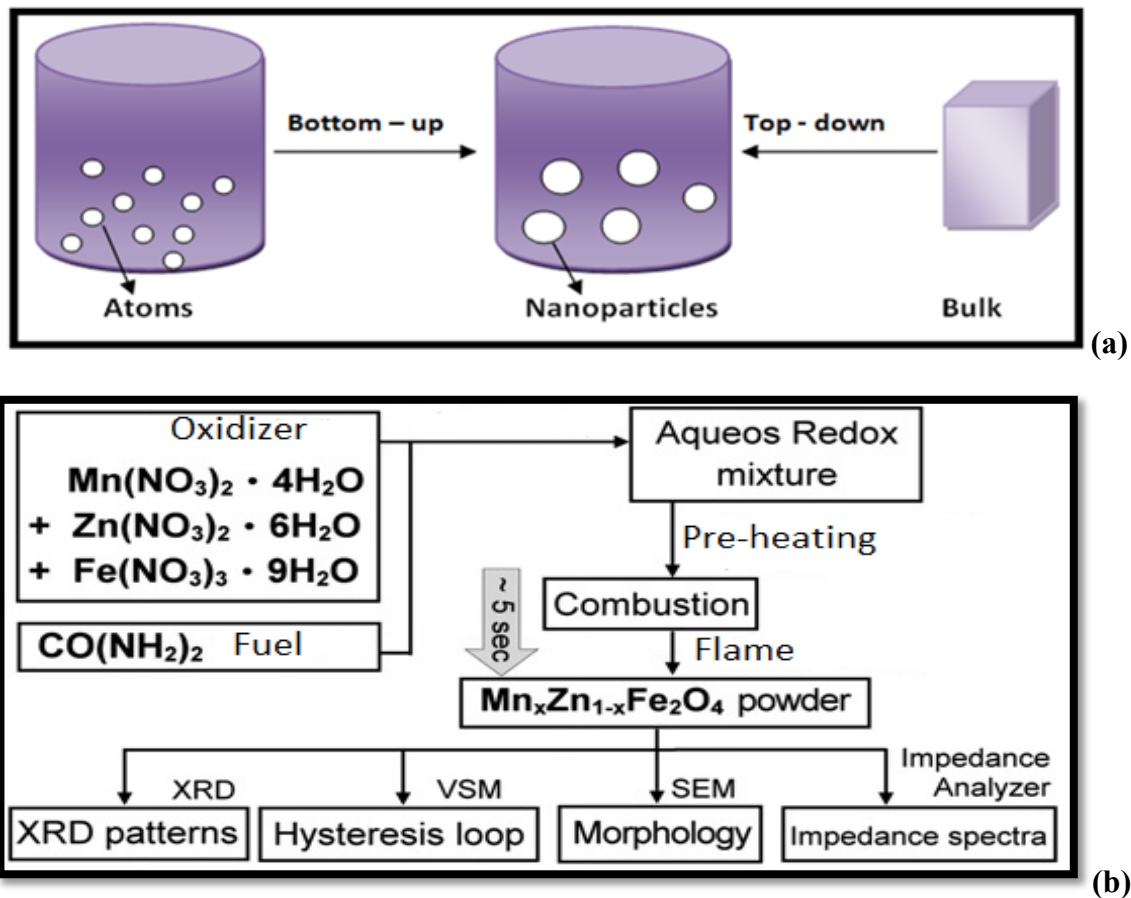 Bottom – up
Top - down
Atoms
Nanoparticles
Bulk
(a)
Oxidizer
Mn(NO₃)₂ · 4H₂O
+ Zn(NO₃)₂ · 6H₂O
+ Fe(NO₃)₃ · 9H₂O
CO(NH₂)₂ Fuel
Aqueos Redox
mixture
Pre-heating
Combustion
~ 5 sec
Flame
MnₓZn₁₋ₓFe₂O₄ powder
XRD
VSM
SEM
Impedance
Analyzer
XRD patterns
Hysteresis loop
Morphology
Impedance spectra
(b)